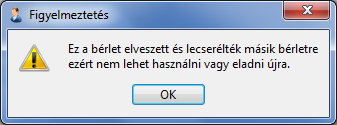 Figyelmeztetés
Ez a bérlet elveszett és lecserélték másik bérletre
ezért nem lehet használni vagy eladni újra.
OK